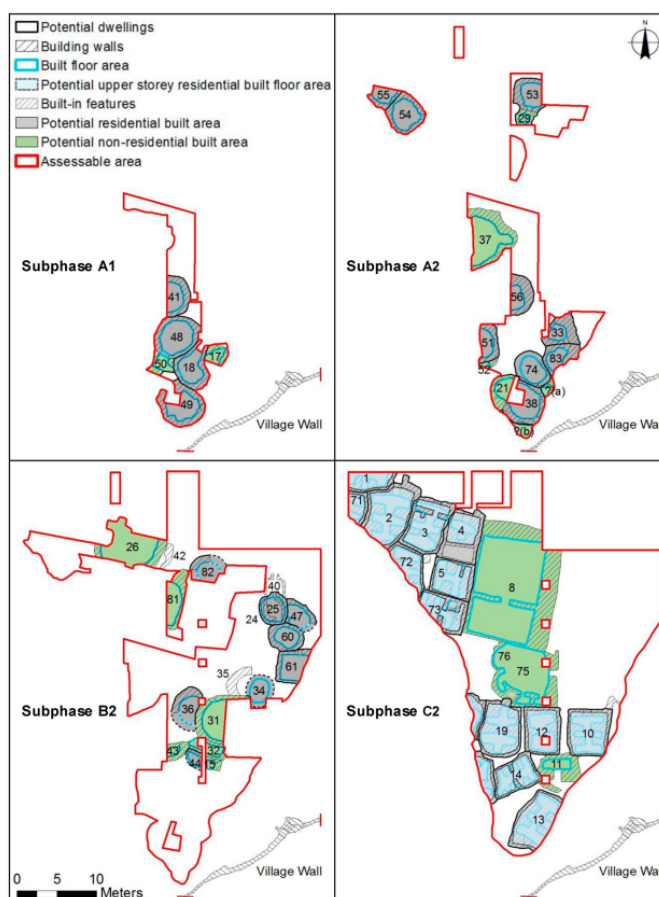 Potential dwellings
Building walls
Built floor area
Potential upper storey residential built floor area
Built-in features
Potential residential built area
Potential non-residential built area
Assessable area
Subphase A1
41
48
50
17
18
49
Village Wall
N
55
54
53
29
37
Subphase A2
56
51
33
83
52
74
21
7(a)
38
2(b)
Village Wall
26
42
82
81
40
25
47
24
60
61
35
34
36
31
43
32
44
15
Subphase B2
0 5 10
Meters
Village Wall
1
71
2
3
4
72
5
8
73
76
75
Subphase C2
19
12
10
11
14
13
Village Wall